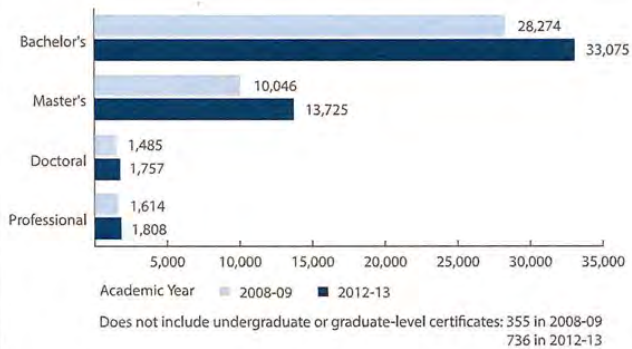 28,274
Bachelor's
33,075
10,046
Master's
13,725
1,485
Doctoral
1,757
1,614
Professional
1,808
5,000 10,000 15,000 20,000 25,000 30,000 35,000
Academic Year 2008-09 2012-13
Does not include undergraduate or graduate-level certificates: 355 in 2008-09
736 in 2012-13